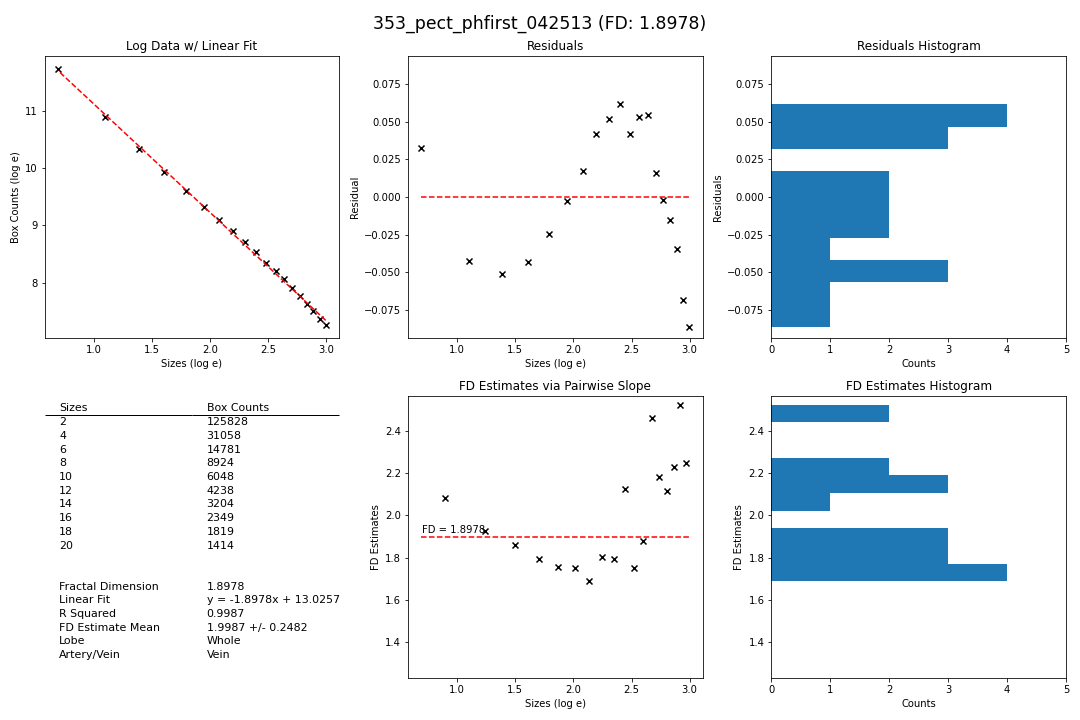 353_pect_phfirst_042513 (FD: 1.8978)
Log Data w/ Linear Fit
Box Counts (log e)
11
10
9
8
1.0 1.5 2.0 2.5 3.0
Sizes (log e)
Residuals
Residual
0.075
0.050
0.025
0.000
−0.025
−0.050
−0.075
1.0 1.5 2.0 2.5 3.0
Sizes (log e)
Residuals Histogram
Residuals
0.075
0.050
0.025
0.000
−0.025
−0.050
−0.075
0 1 2 3 4 5
Counts
Sizes Box Counts
2 125828
4 31058
6 14781
8 8924
10 6048
12 4238
14 3204
16 2349
18 1819
20 1414
Fractal Dimension 1.8978
Linear Fit y = -1.8978x + 13.0257
R Squared 0.9987
FD Estimate Mean 1.9987 +/- 0.2482
Lobe Whole
Artery/Vein Vein
FD Estimates via Pairwise Slope
FD Estimates
2.4
2.2
2.0
FD = 1.8978
1.8
1.6
1.4
1.0 1.5 2.0 2.5 3.0
Sizes (log e)
FD Estimates Histogram
FD Estimates
2.4
2.2
2.0
1.8
1.6
1.4
0 1 2 3 4 5
Counts